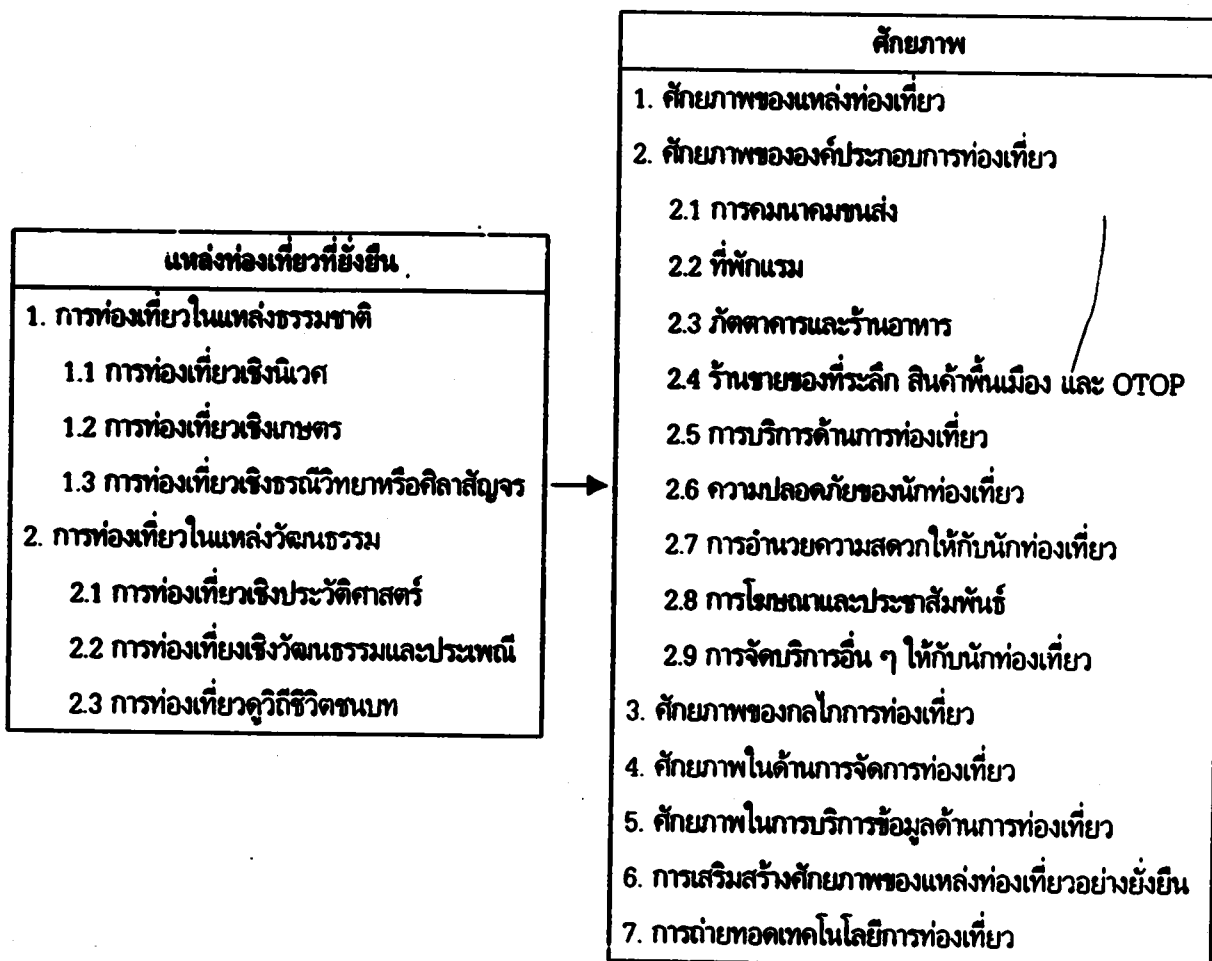 แหล่งท่องเที่ยวที่ยั่งยืน
1. การท่องเที่ยวในแหล่งธรรมชาติ
1.1 การท่องเที่ยวเชิงนิเวศ
1.2 การท่องเที่ยวเชิงเกษตร
1.3 การท่องเที่ยวเชิงธรณีวิทยาหรือศิลาสัญจร
2. การท่องเที่ยวในแหล่งวัฒนธรรม
2.1 การท่องเที่ยวเชิงประวัติศาสตร์
2.2 การท่องเที่ยงเชิงวัฒนธรรมและประเพณี
2.3 การท่องเที่ยวดูวิถีชีวิตชนบท
ศักยภาพ
1. ศักยภาพของแหล่งท่องเที่ยว
2. ศักยภาพขององค์ประกอบการท่องเที่ยว
2.1 การคมนาคมขนส่ง
2.2 ที่พักแรม
2.3 ภัตตาคารและร้านอาหาร
2.4 ร้านขายของที่ระลึก สินค้าพื้นเมือง และ OTOP
2.5 การบริการด้านการท่องเที่ยว
2.6 ความปลอดภัยของนักท่องเที่ยว
2.7 การอำนวยความสดวกให้กับนักท่องเที่ยว
2.8 การโฆษณาและประชาสัมพันธ์
2.9 การจัดบริการอื่น ๆ ให้กับนักท่องเที่ยว
3. ศักยภาพของกลไกการท่องเที่ยว
4. ศักยภาพในด้านการจัดการท่องเที่ยว
5. ศักยภาพในการบริการข้อมูลด้านการท่องเที่ยว
6. การเสริมสร้างศักยภาพของแหล่งท่องเที่ยวอย่างยั่งยืน
7. การถ่ายทอดเทคโนโลยีการท่องเที่ยว